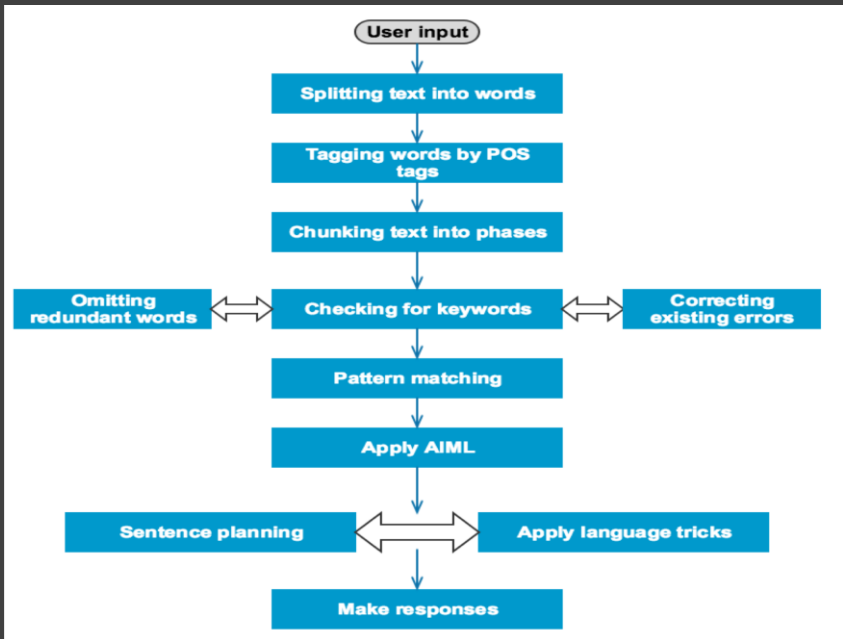 User input
Splitting text into words
Tagging words by POS
tags
Chunking text into phases
Omitting
redundant words
Checking for keywords
Correcting
existing errors
Pattern matching
Apply AIML
Sentence planning
Apply language tricks
Make responses